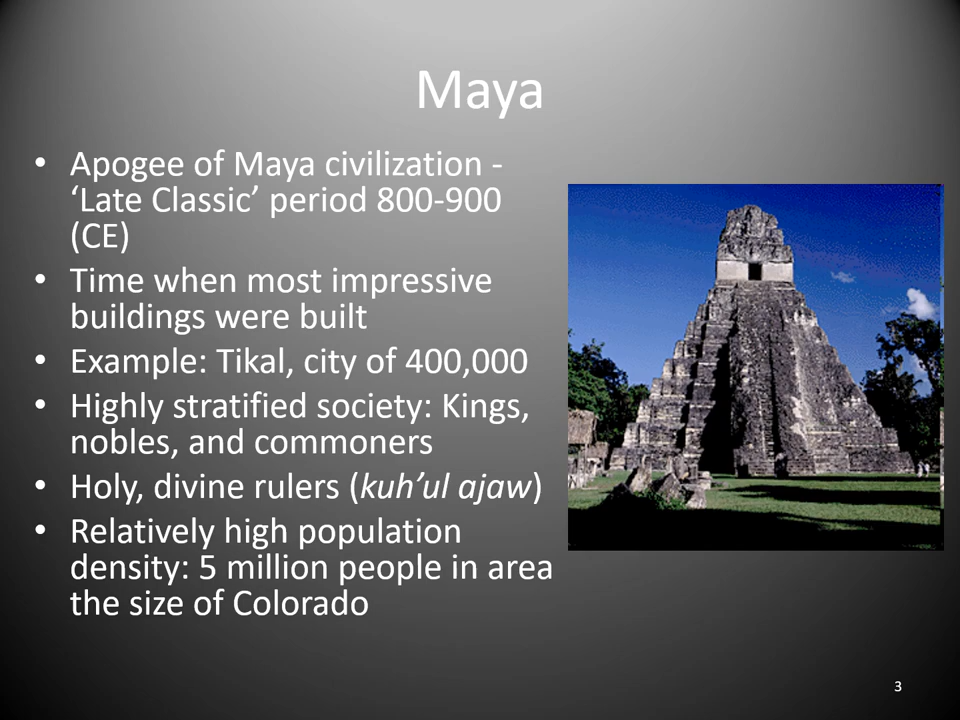 Maya
• Apogee of Maya civilization -
‘Late Classic’ period 800-900
(CE)
• Time when most impressive
buildings were built
• Example: Tikal, city of 400,000
• Highly stratified society: Kings,
nobles, and commoners
• Holy, divine rulers (kuh’ul ajaw)
• Relatively high population
density: 5 million people in area
the size of Colorado
3